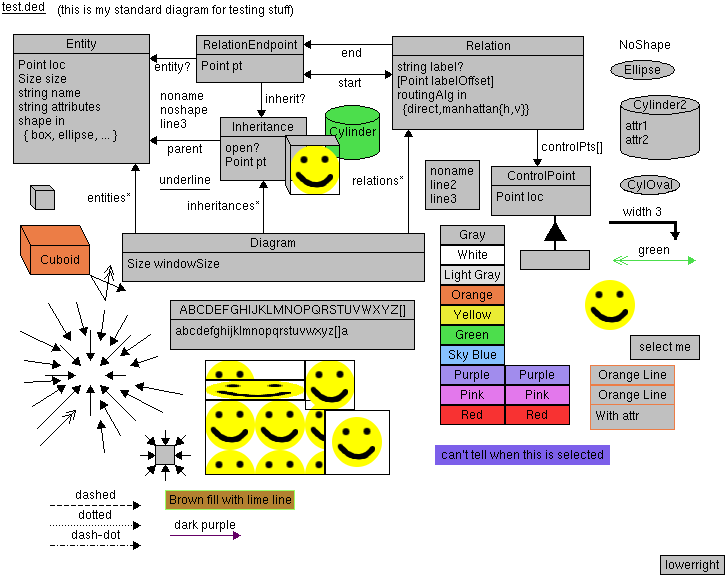 test.ded (this is my standard diagram for testing stuff)
Entity
Point loc
Size size
string name
string attributes
shape in
{ box, ellipse, ... }
entity?
RelationEndpoint
Point pt
end
start
Relation
string label?
[Point labelOffset]
routingAlg in
{direct,manhattan{h,v}}
NoShape
Ellipse
Cylinder2
attr1
attr2
CylOval
noname
noshape
line3
inherit?
Inheritance
open?
Point pt
Cylinder
parent
underline
controlPts[]
noname
line2
line3
ControlPoint
Point loc
width 3
green
entities*
inheritances*
relations*
Cuboid
Diagram
Size windowSize
ABCDEFGHIJKLMNOPQRSTUVWXYZ[]
abcdefghijklmnopqrstuvwxyz[]a
Gray
White
Light Gray
Orange
Yellow
Green
Sky Blue
Purple Purple
Pink Pink
Red Red
select me
Orange Line
Orange Line
With attr
can't tell when this is selected
dashed
dotted
dash-dot
Brown fill with lime line
dark purple
lowerright